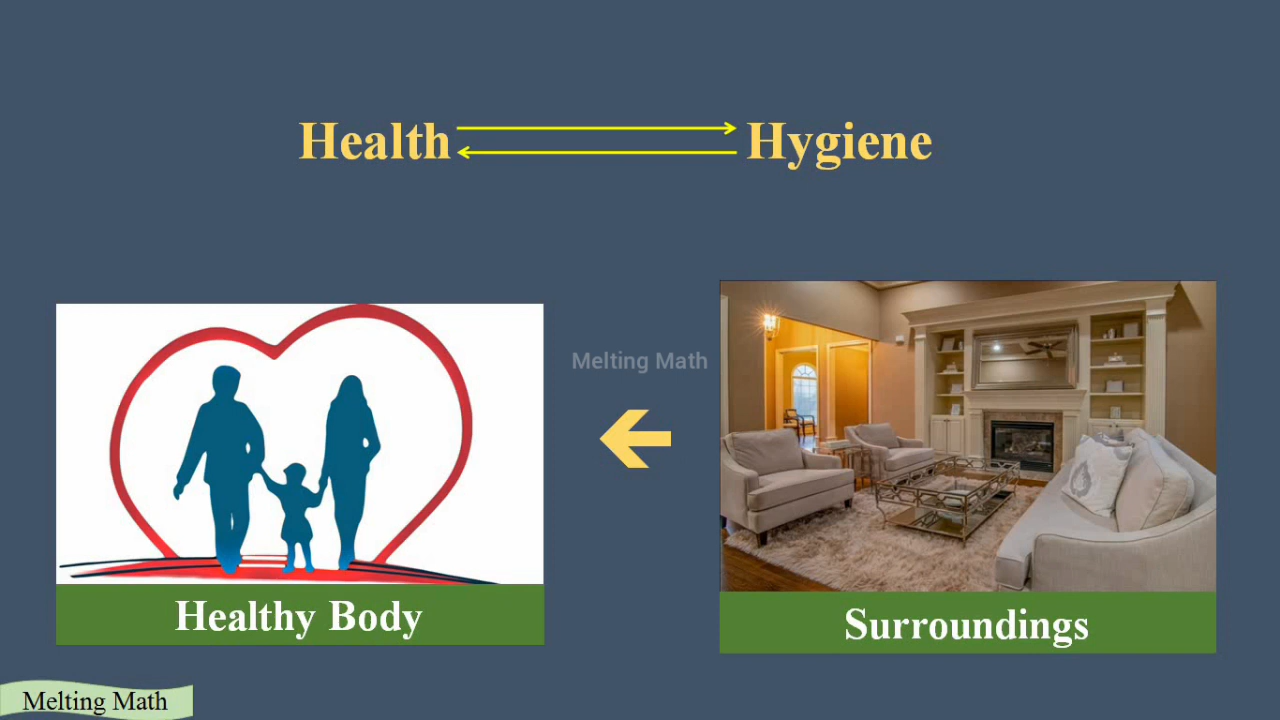 Health Hygiene
Melting Math
Healthy Body
Surroundings
Melting Math